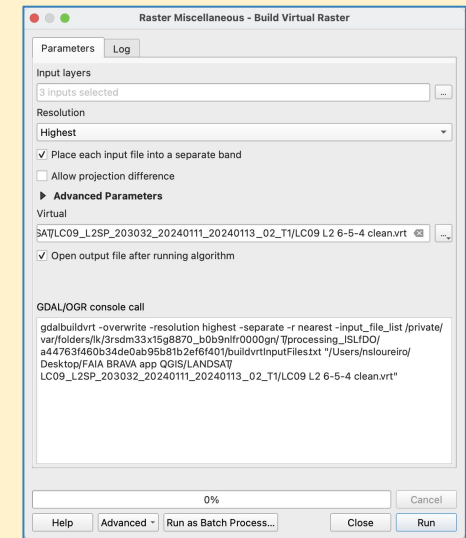 Raster Miscellaneous - Build Virtual Raster
Parameters Log
Input layers
3 inputs selected ...
Resolution
Highest
Place each input file into a separate band
Allow projection difference
Advanced Parameters
Virtual
SAT/LC09_L2SP_203032_20240111_20240113_02_T1/LC09 L2 6-5-4 clean.vrt ...
Open output file after running algorithm
GDAL/OGR console call
gdalbuildvrt -overwrite -resolution highest -separate -r nearest -input_file_list /private/
var/folders/lk/3rsdm33x15g8870_b0b9nlfr0000gn/T/processing_lSLfDO/
a44763f460b34de0ab95b81b2ef6f401/buildvrtInputFiles.txt "/Users/nsloureiro/
Desktop/FAIA BRAVA app QGIS/LANDSAT/
LC09_L2SP_203032_20240111_20240113_02_T1/LC09 L2 6-5-4 clean.vrt"
0% Cancel
Help Advanced Run as Batch Process... Close Run